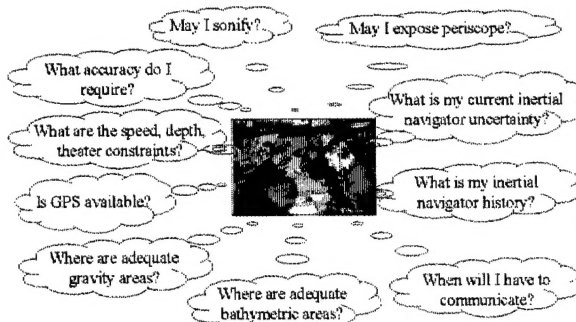 May I sonify?
May I expose periscope?
What accuracy do I
require?
What is my current inertial
navigator uncertainty?
What are the speed, depth,
theater constraints?
What is my inertial
navigator history?
Is GPS available?
Where are adequate
gravity areas?
Where are adequate
bathymetric areas?
When will I have to
communicate?